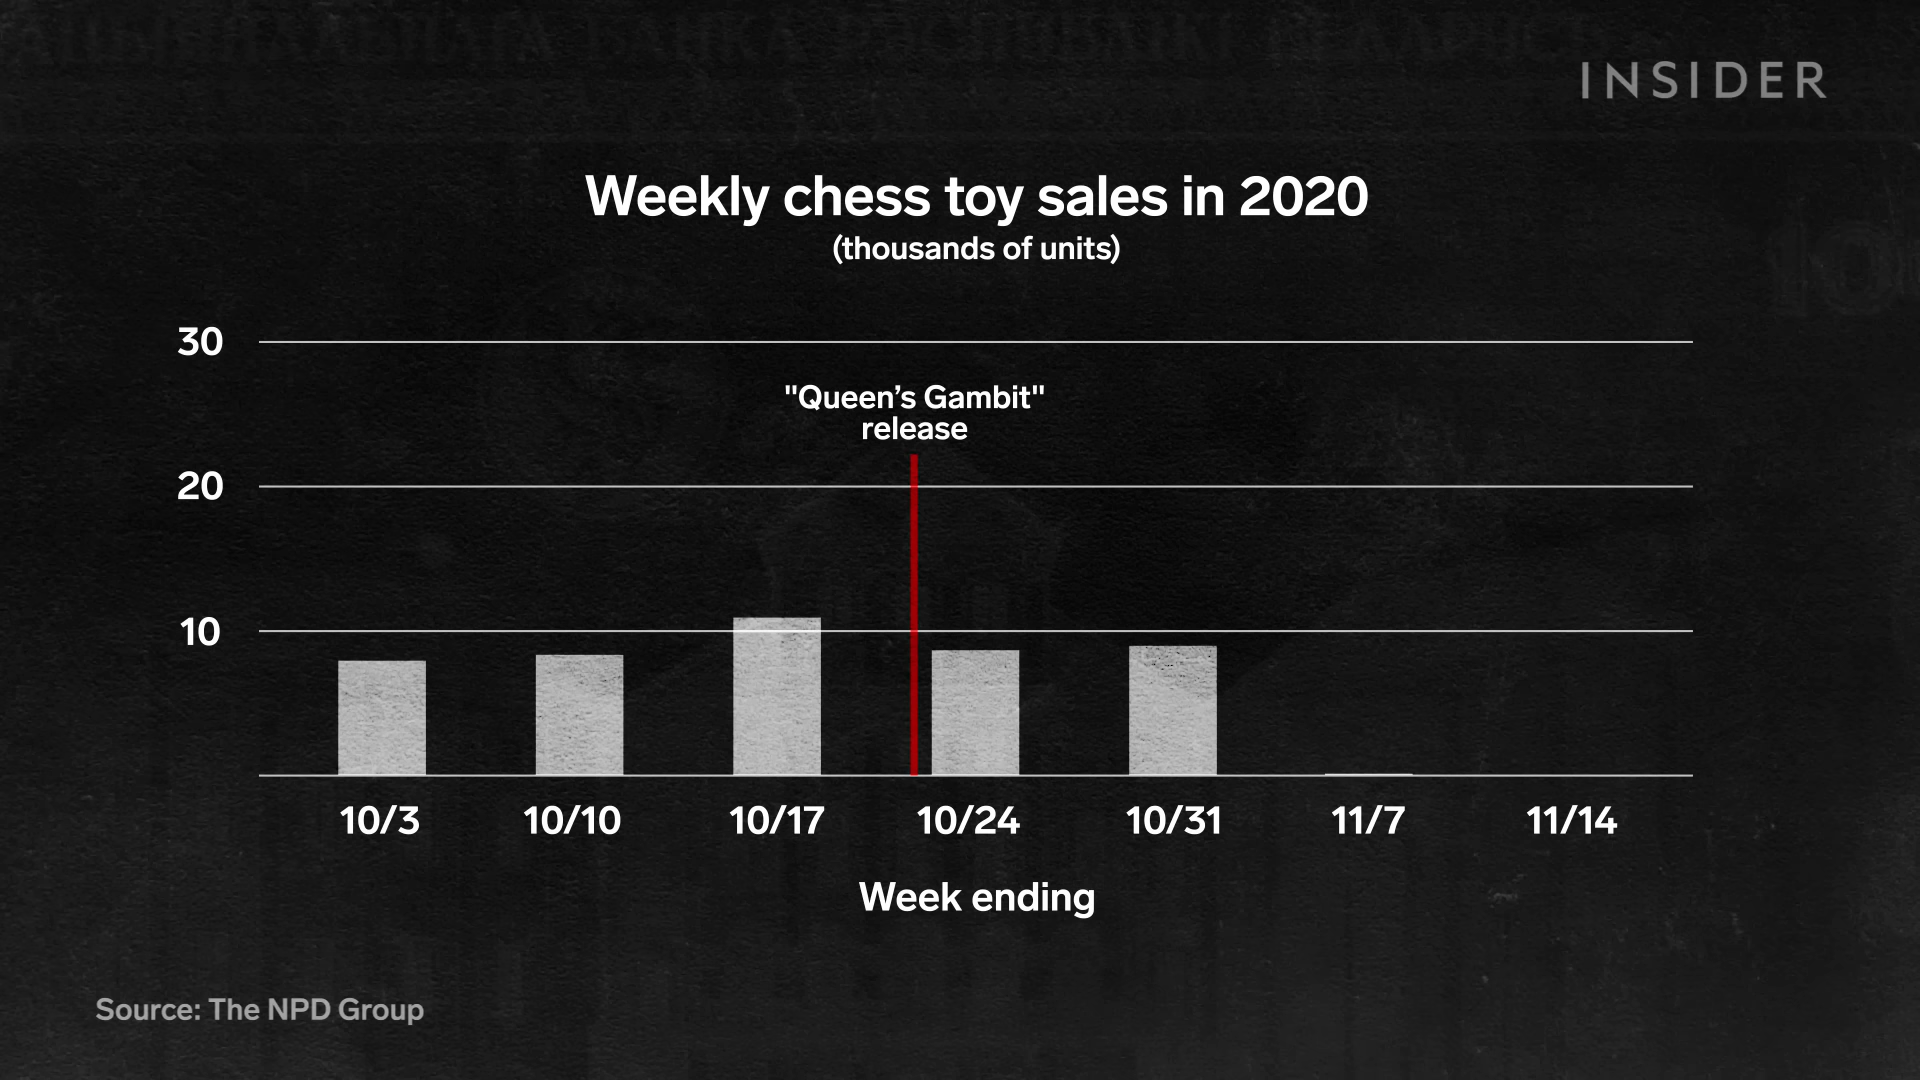 INSIDER
Weekly chess toy sales in 2020
(thousands of units)
30
"Queen’s Gambit"
release
20
10
10/3 10/10 10/17 10/24 10/31 11/7 11/14
Week ending
Source: The NPD Group